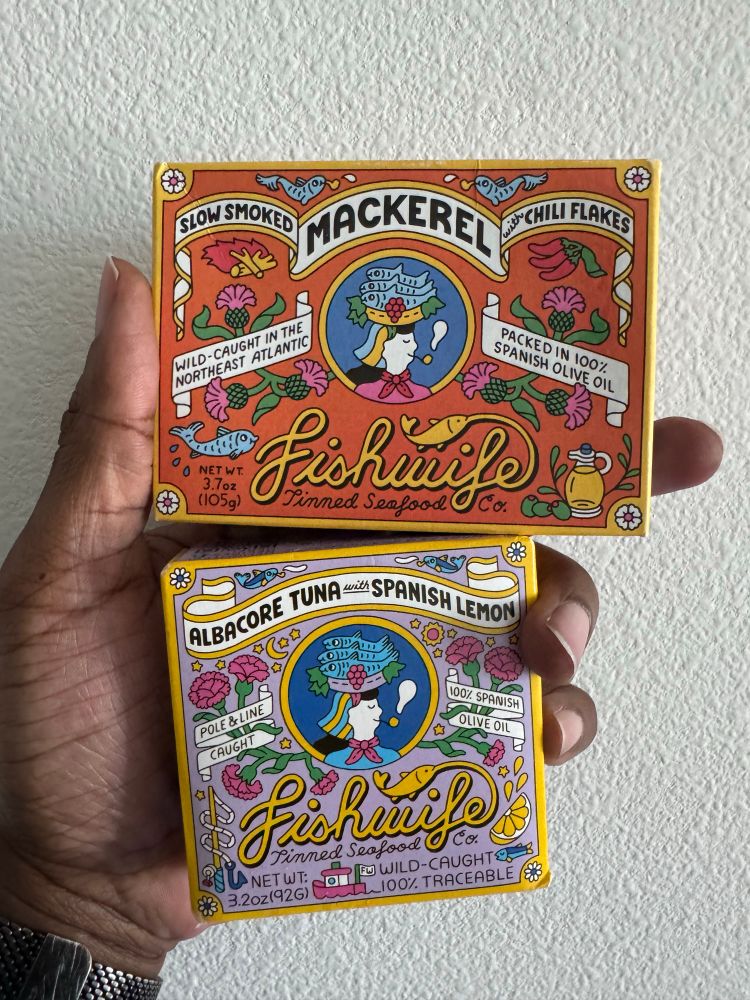 SLOW SMOKED MACKEREL with CHILI FLAKES
WILD-CAUGHT IN THE
NORTHEAST ATLANTIC
PACKED IN 100%
SPANISH OLIVE OIL
Fishwife
Tinned Seafood Co.
NET WT.
3.7oz
(105g)
ALBACORE TUNA with SPANISH LEMON
POLE & LINE
CAUGHT
100% SPANISH
OLIVE OIL
Fishwife
Tinned Seafood Co.
NET WT:
3.2oz(92G)
FW
WILD-CAUGHT
100% TRACEABLE